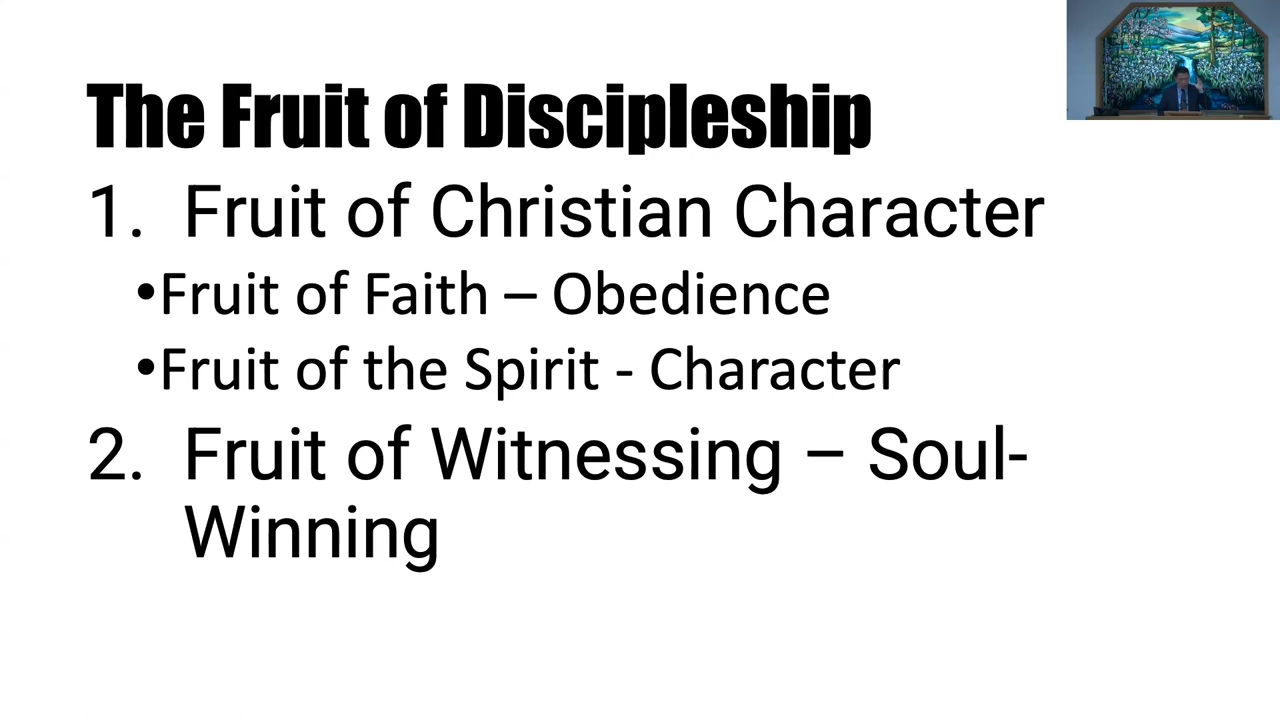 The Fruit of Discipleship
1. Fruit of Christian Character
•Fruit of Faith – Obedience
•Fruit of the Spirit - Character
2. Fruit of Witnessing – Soul-
Winning